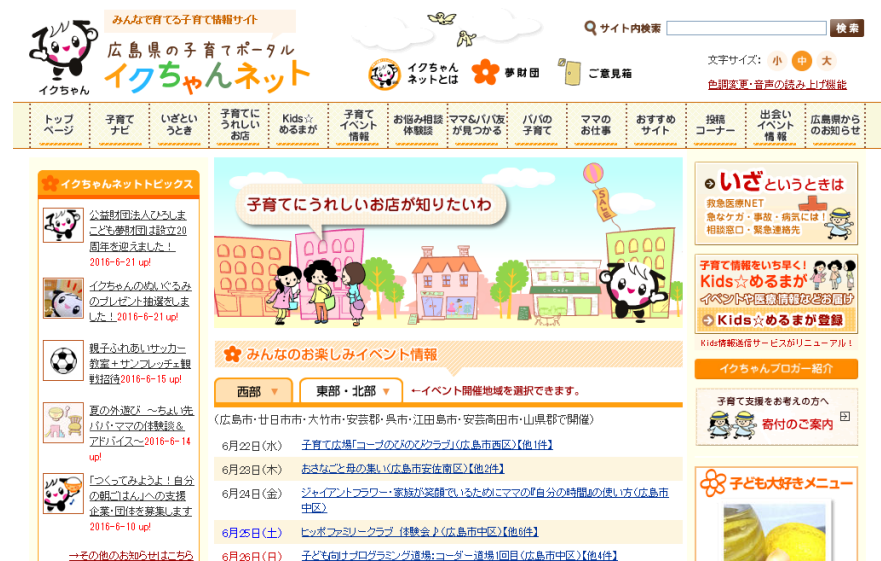 みんなで育てる子育て情報サイト
広島県の子育てポータル
イクちゃんネット
イクちゃん
イクちゃん
ネットとは
夢財団
ご意見箱
サイト内検索
検索
文字サイズ: 小 中 大
色調変更・音声の読み上げ機能
トップ
ページ
子育て
ナビ
いざとい
うとき
子育てに
うれしい
お店
Kids☆
めるまが
子育て
イベント
情報
お悩み相談
体験談
ママ&パパ友
が見つかる
パパの
子育て
ママの
お仕事
おすすめ
サイト
投稿
コーナー
出会い
イベント
情報
広島県から
のお知らせ
イクちゃんネットトピックス
公益財団法人ひろしま
こども夢財団は設立20
周年を迎えました!
2016-6-21 up!
イクちゃんのぬいぐるみ
のプレゼント抽選をしま
した!2016-6-21 up!
親子ふれあいサッカー
教室+サンフレッチェ観
戦招待2016-6-15 up!
夏の外遊び ～ちょい先
パパ・ママの体験談&
アドバイス～2016-6-14
up!
「つくってみようよ!自分
の朝ごはん」への支援
企業・団体を募集します
2016-6-10 up!
→その他のお知らせはこちら
子育てにうれしいお店が知りたいわ
SALE
みんなのお楽しみイベント情報
西部▼
東部・北部▼
←イベント開催地域を選択できます。
(広島市・廿日市市・大竹市・安芸郡・呉市・江田島市・安芸高田市・山県郡で開催)
6月22日(水) 子育て広場「コープのびのびクラブ」(広島市西区)【他1件】
6月23日(木) おさなごと母の集い(広島市安佐南区)【他2件】
6月24日(金) ジャイアントフラワー・家族が笑顔でいるためにママの『自分の時間』の使い方(広島市
中区)
6月25日(土) ヒッポファミリークラブ 体験会♪(広島市中区)【他6件】
6月26日(日) 子ども向けプログラミング道場:コーダー道場1回目(広島市中区)【他4件】
いざというときは
救急医療NET
急なケガ・事故・病気には!
相談窓口・緊急連絡先
子育て情報をいち早く!
Kids☆めるまが
イベントや医療情報などお届け
Kids☆めるまが登録
Kids情報送信サービスがリニューアル!
イクちゃんブロガー紹介
子育て支援をお考えの方へ
寄付のご案内
子ども大好きメニュー